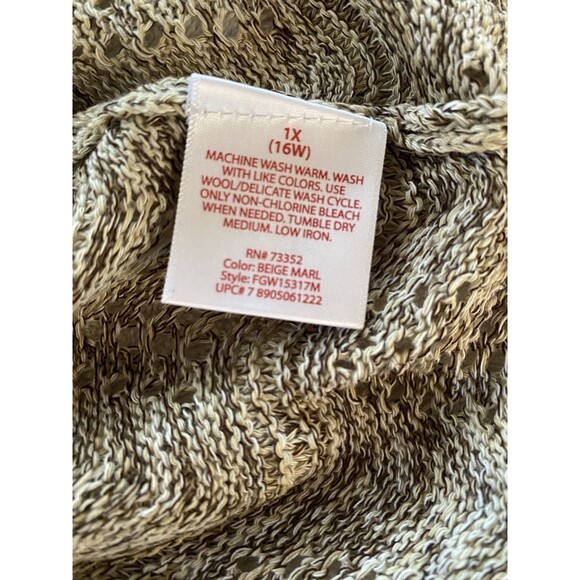 1X
(16W)
MACHINE WASH WARM. WASH
WITH LIKE COLORS. USE
WOOL/DELICATE WASH CYCLE.
ONLY NON-CHLORINE BLEACH
WHEN NEEDED. TUMBLE DRY
MEDIUM. LOW IRON.
RN# 73352
Color: BEIGE MARL
Style: FGW15317M
UPC# 7 8905061222